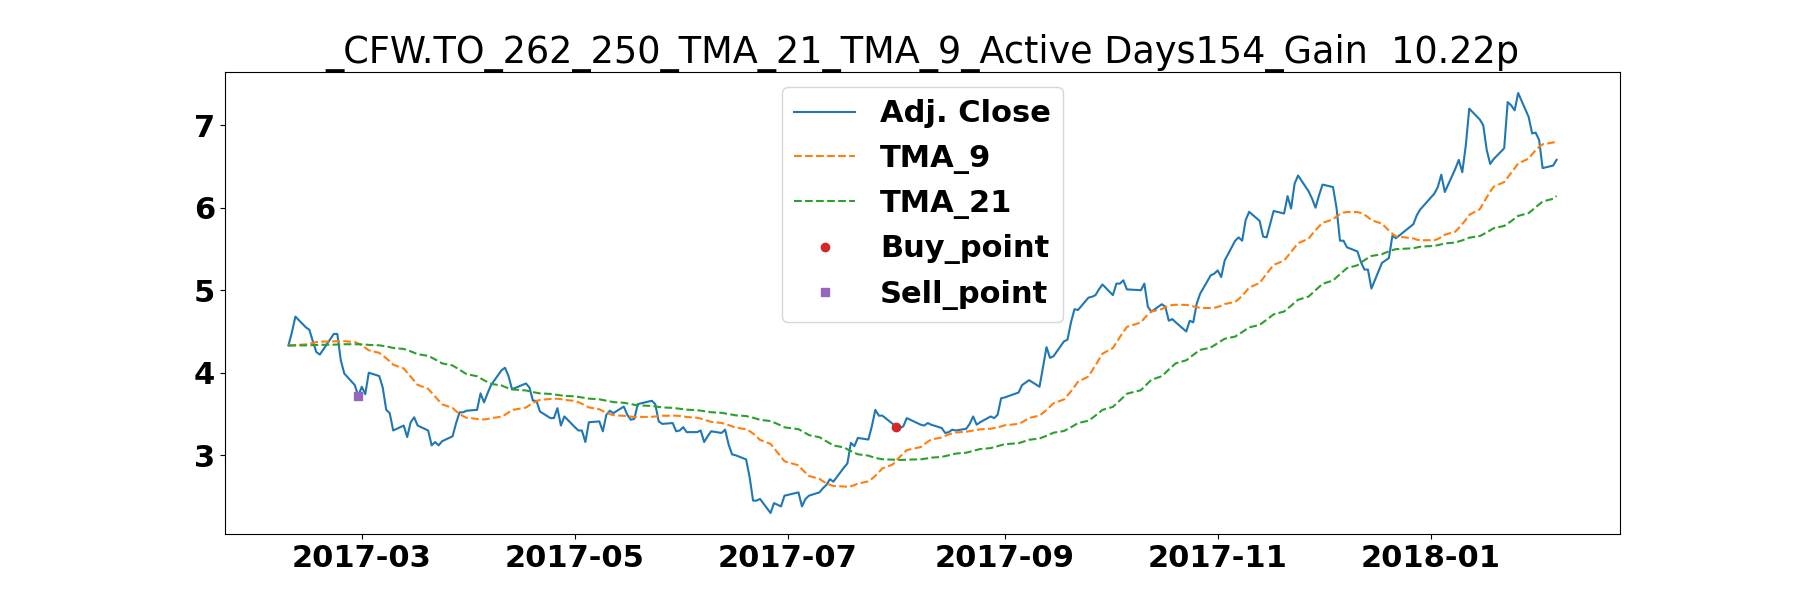 _CFW.TO_262_250_TMA_21_TMA_9_Active Days154_Gain  10.22p
Adj. Close
TMA_9
TMA_21
Buy_point
Sell_point
7
6
5
4
3
2017-03 2017-05 2017-07 2017-09 2017-11 2018-01